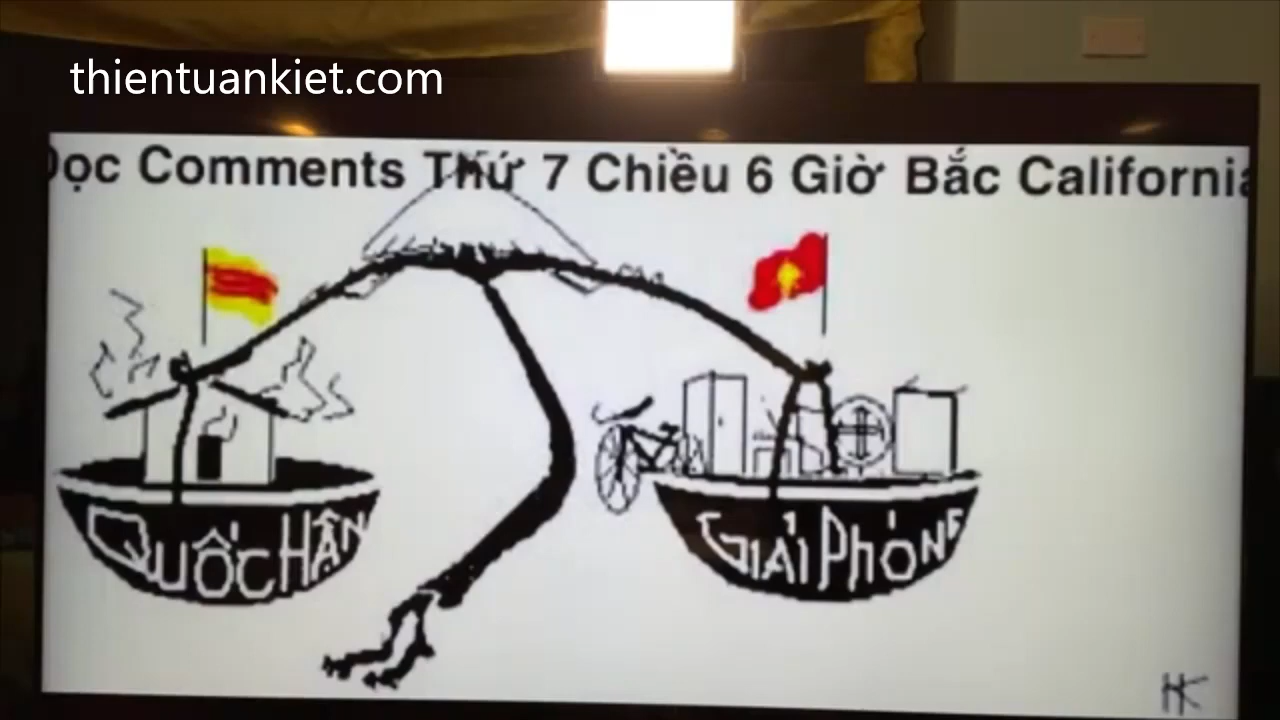 thientuankiet.com
Đọc Comments Thứ 7 Chiều 6 Giờ Bắc California
QUỐC HẬN
GIẢI PHÓNG
HK